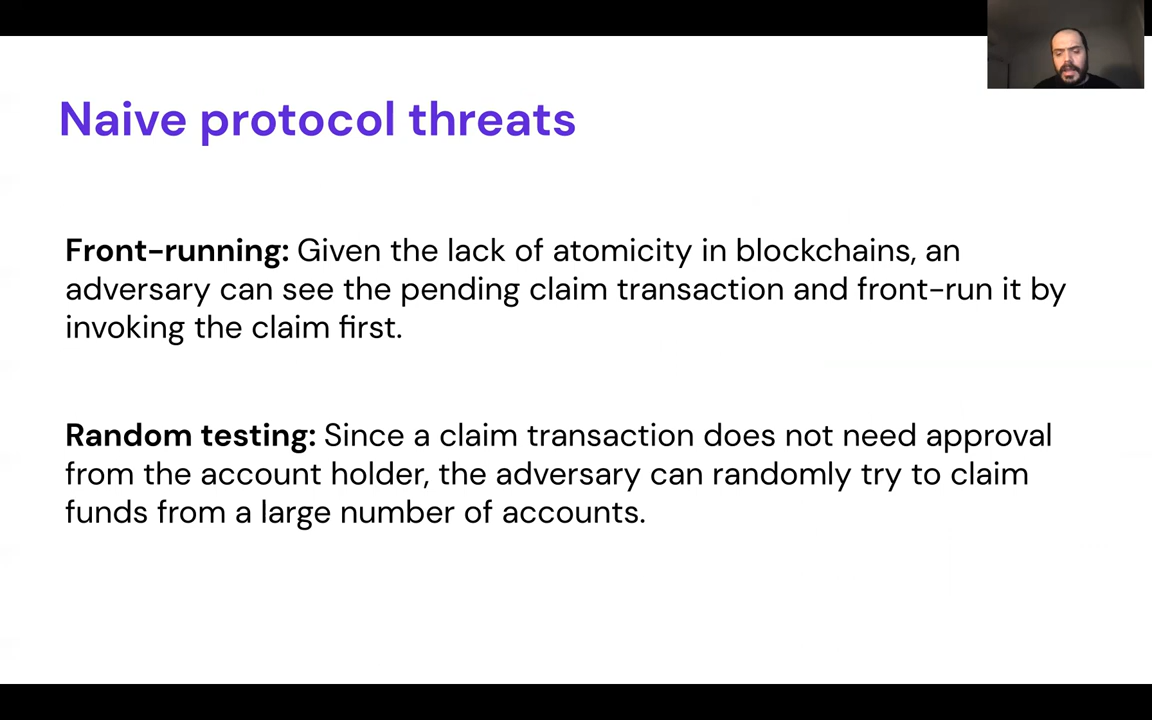 Naive protocol threats
Front-running: Given the lack of atomicity in blockchains, an
adversary can see the pending claim transaction and front-run it by
invoking the claim first.
Random testing: Since a claim transaction does not need approval
from the account holder, the adversary can randomly try to claim
funds from a large number of accounts.